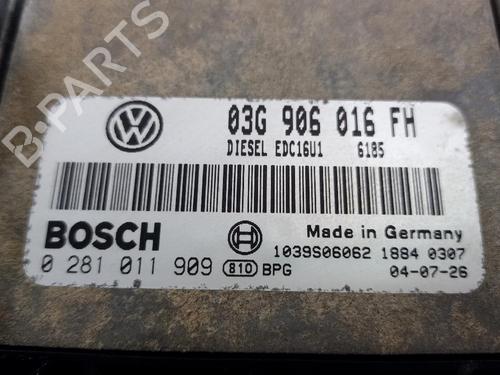 03G 906 016 FH
DIESEL EDC16U1 6185
BOSCH
Made in Germany
1039S06062 1884 0307
0 281 011 909 810 BPG
04-07-26
B-PARTS